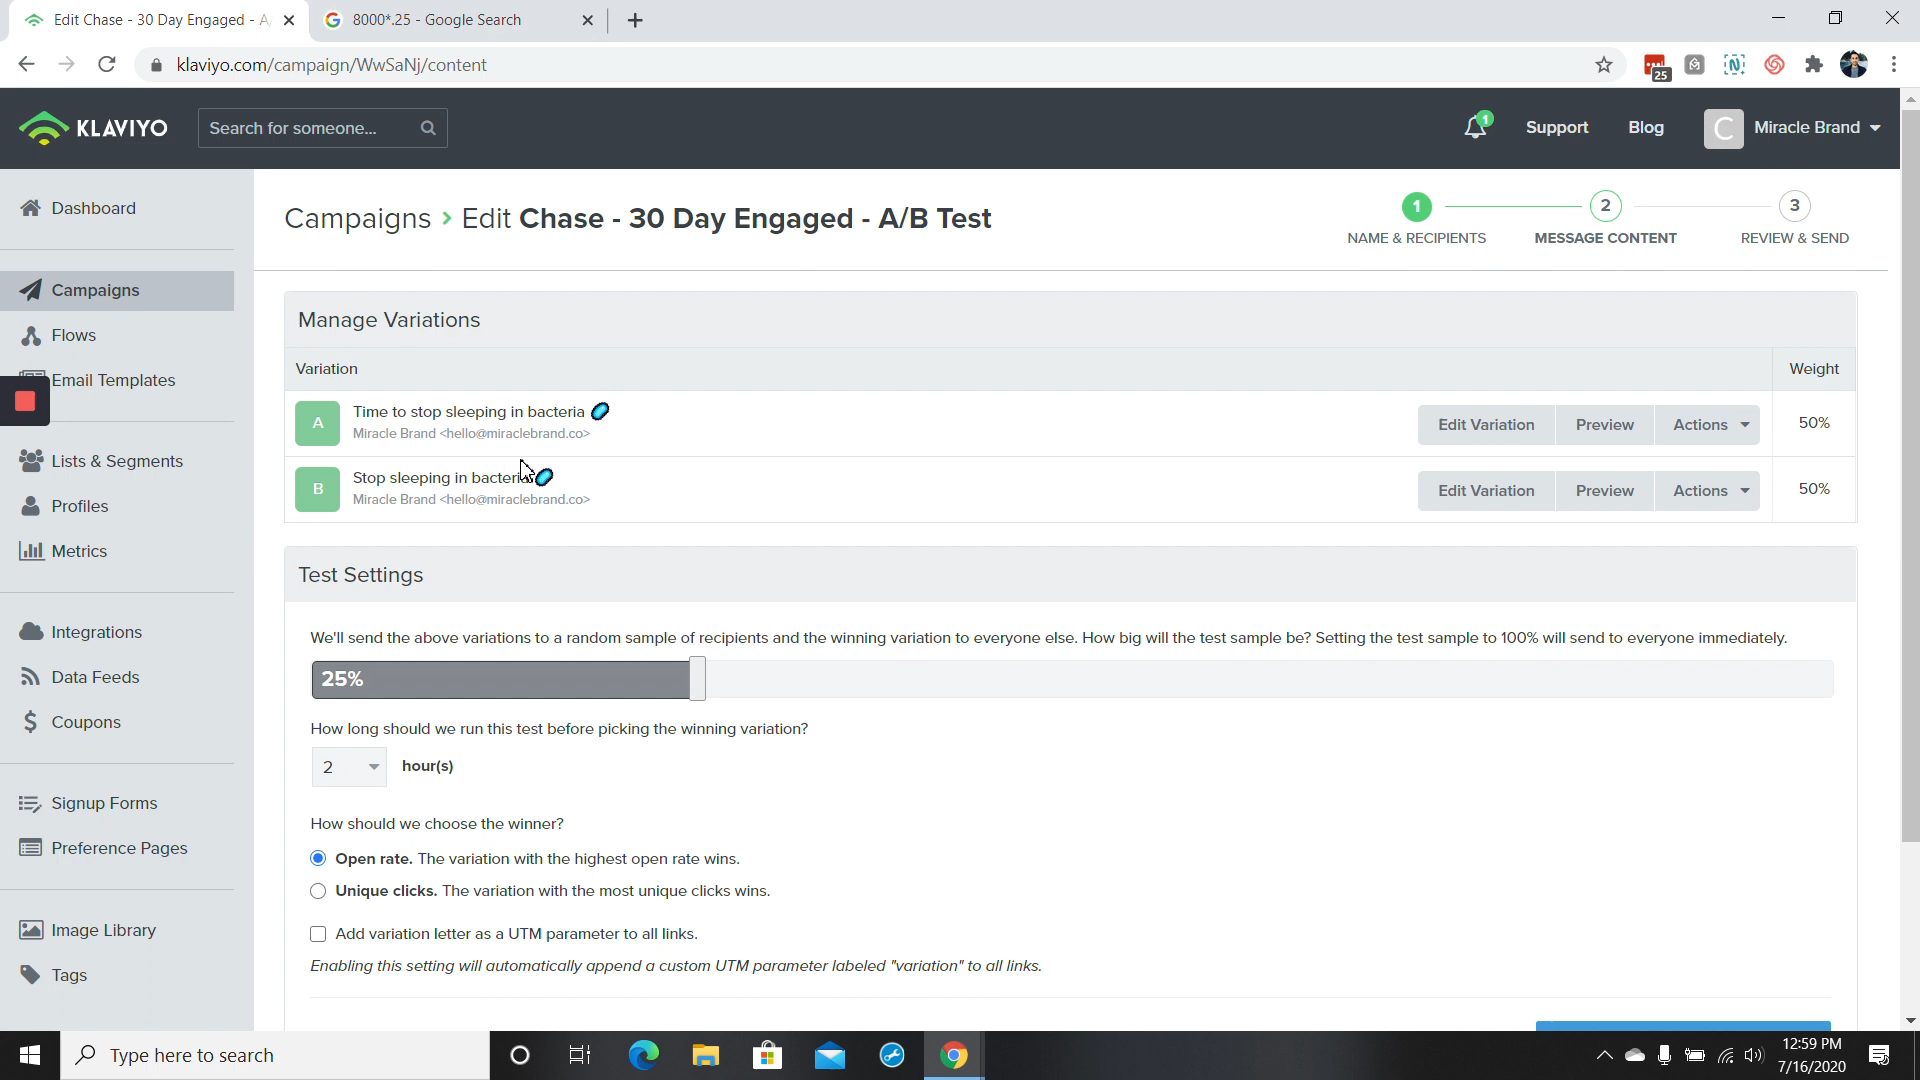 Edit Chase - 30 Day Engaged - A/
8000*.25 - Google Search
klaviyo.com/campaign/WwSaNj/content
25
KLAVIYO
Search for someone...
1
Support
Blog
C
Miracle Brand
Dashboard
Campaigns
Flows
Email Templates
Lists & Segments
Profiles
Metrics
Integrations
Data Feeds
Coupons
Signup Forms
Preference Pages
Image Library
Tags
Campaigns > Edit Chase - 30 Day Engaged - A/B Test
1
NAME & RECIPIENTS
2
MESSAGE CONTENT
3
REVIEW & SEND
Manage Variations
Variation
Weight
A
Time to stop sleeping in bacteria
Miracle Brand <hello@miraclebrand.co>
Edit Variation
Preview
Actions
50%
B
Stop sleeping in bacteria
Miracle Brand <hello@miraclebrand.co>
Edit Variation
Preview
Actions
50%
Test Settings
We'll send the above variations to a random sample of recipients and the winning variation to everyone else. How big will the test sample be? Setting the test sample to 100% will send to everyone immediately.
25%
How long should we run this test before picking the winning variation?
2
hour(s)
How should we choose the winner?
Open rate. The variation with the highest open rate wins.
Unique clicks. The variation with the most unique clicks wins.
Add variation letter as a UTM parameter to all links.
Enabling this setting will automatically append a custom UTM parameter labeled "variation" to all links.
Type here to search
12:59 PM
7/16/2020